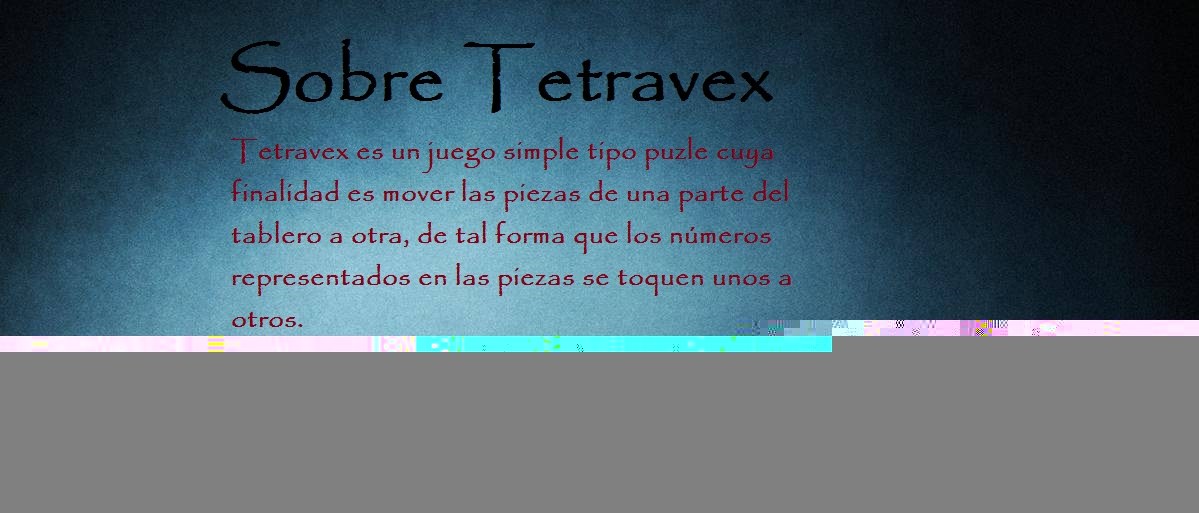 Sobre Tetravex
Tetravex es un juego simple tipo puzle cuya
finalidad es mover las piezas de una parte del
tablero a otra, de tal forma que los números
representados en las piezas se toquen unos a
otros.